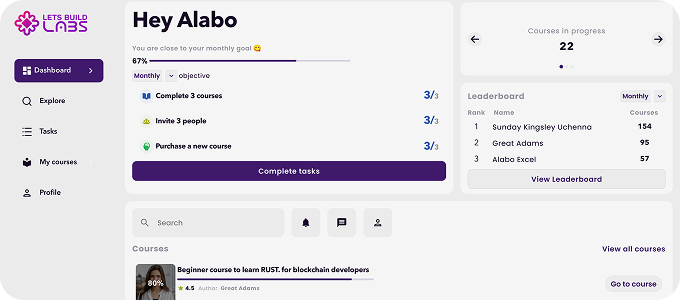 LETS BUILD
LABS
Dashboard
Explore
Tasks
My courses
Profile
Hey Alabo
You are close to your monthly goal 😋
67%
Monthly objective
Complete 3 courses 3/3
Invite 3 people 3/3
Purchase a new course 3/3
Complete tasks
Courses in progress
22
Leaderboard Monthly
Rank Name Courses
1 Sunday Kingsley Uchenna 154
2 Great Adams 95
3 Alabo Excel 57
View Leaderboard
Search
Courses View all courses
80%
Beginner course to learn RUST. for blockchain developers
4.5 Author: Great Adams
Go to course